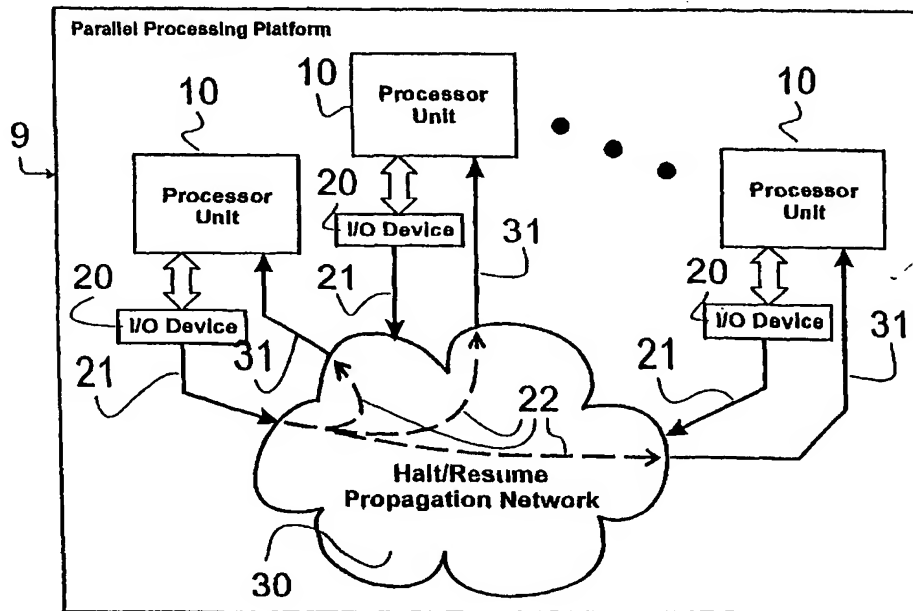 Parallel Processing Platform
10
Processor
Unit
10
Processor
Unit
10
Processor
Unit
9
20
I/O Device
20
I/O Device
20
I/O Device
21
31
21
31
21
31
22
Halt/Resume
Propagation Network
30